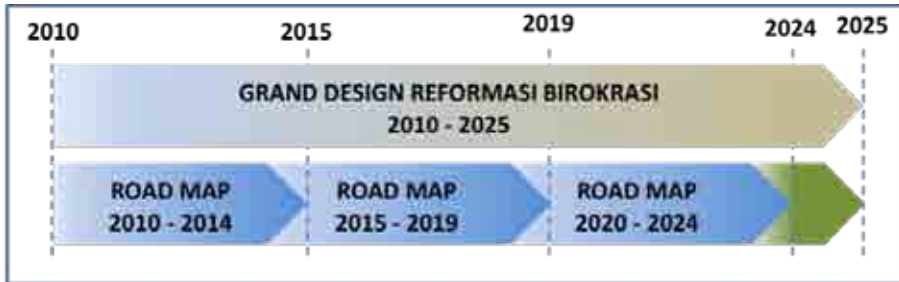 2010 2015 2019 2024 2025
GRAND DESIGN REFORMASI BIROKRASI
2010 - 2025
ROAD MAP ROAD MAP ROAD MAP
2010 - 2014 2015 - 2019 2020 - 2024